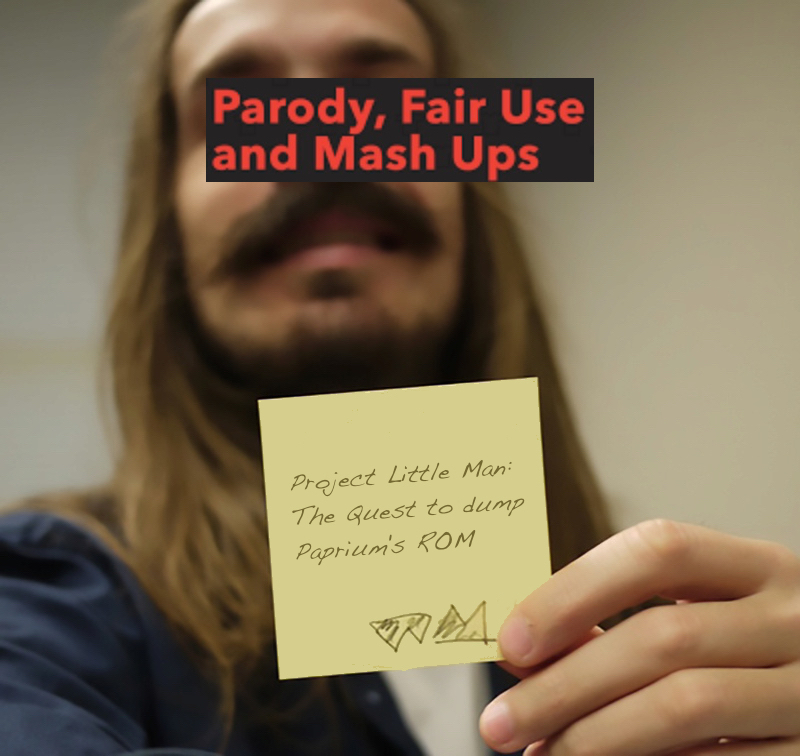 Parody, Fair Use
and Mash Ups
Project Little Man:
The Quest to dump
Paprium's ROM